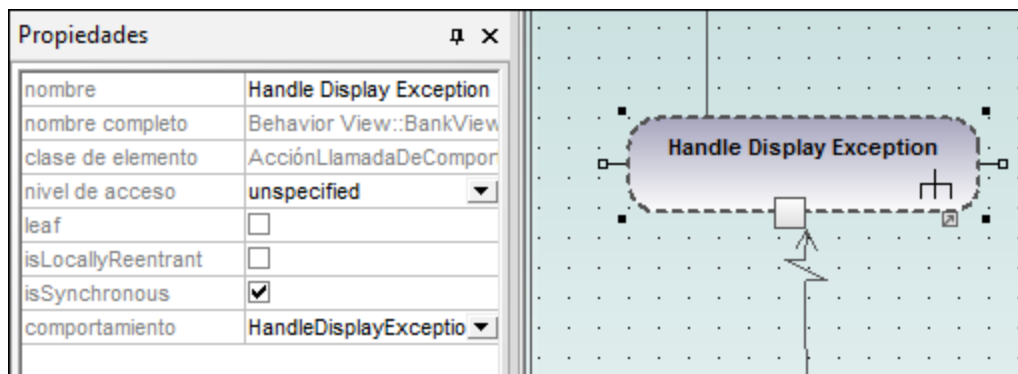 Propiedades
nombre Handle Display Exception
nombre completo Behavior View::BankView
clase de elemento AcciónLlamadaDeCompor
nivel de acceso unspecified
leaf
isLocallyReentrant
isSynchronous
comportamiento HandleDisplayExceptio
Handle Display Exception